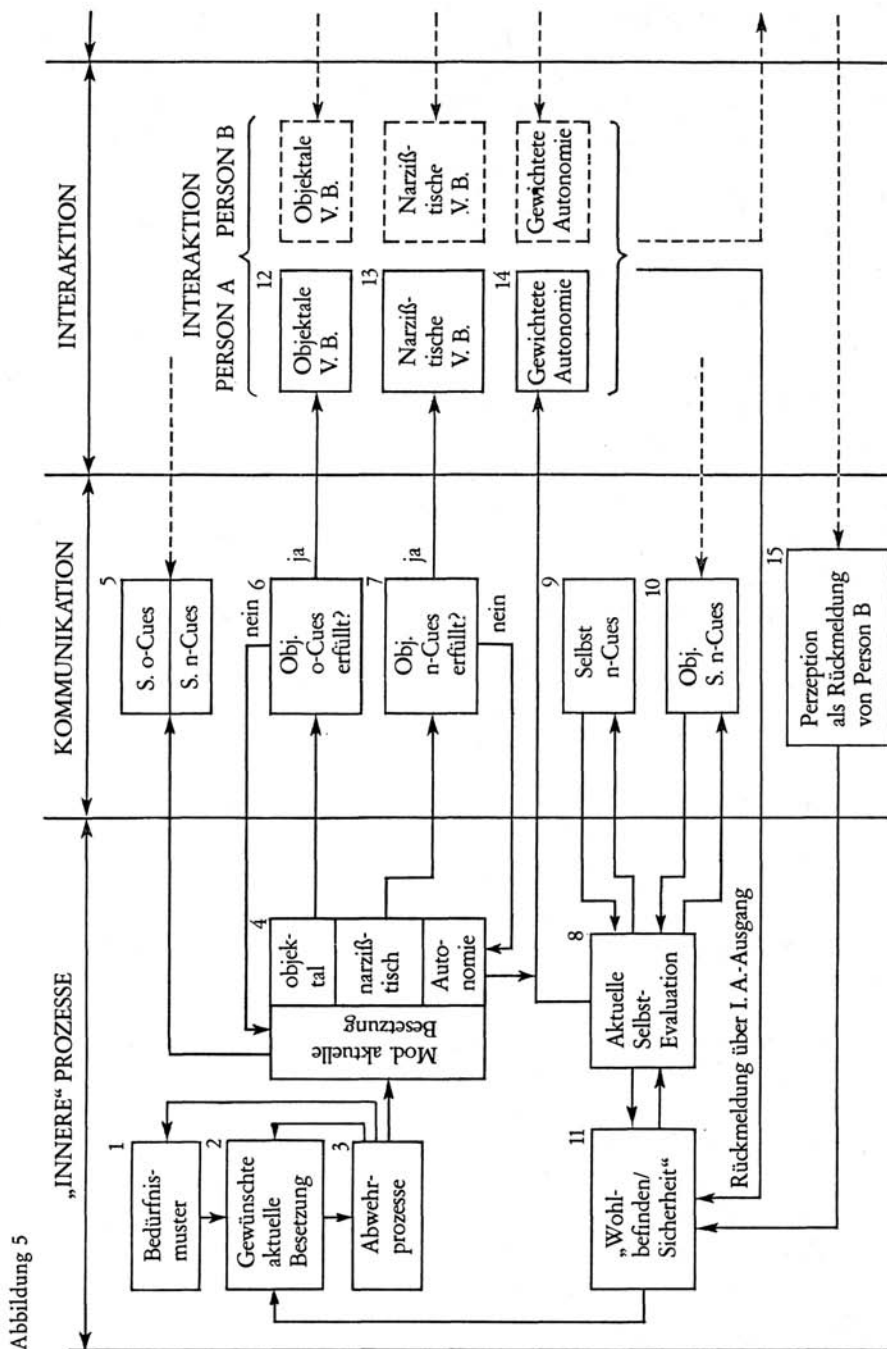 Abbildung 5
„INNERE“ PROZESSE
KOMMUNIKATION
INTERAKTION
1
Bedürfnis-
muster
2
Gewünschte
aktuelle
Besetzung
3
Abwehr-
prozesse
4
Mod. aktuelle
Besetzung
objek-
tal
narziß-
tisch
Auto-
nomie
5
S. o-Cues
S. n-Cues
nein
6
Obj.
o-Cues
erfüllt?
ja
7
Obj.
n-Cues
erfüllt?
ja
nein
8
Aktuelle
Selbst-
Evaluation
9
Selbst
n-Cues
10
Obj.
S. n-Cues
11
„Wohl-
befinden/
Sicherheit“
Rückmeldung über I. A.-Ausgang
INTERAKTION
PERSON A
PERSON B
12
Objektale
V. B.
Objektale
V. B.
13
Narziß-
tische
V. B.
Narziß-
tische
V. B.
14
Gewichtete
Autonomie
Gewichtete
Autonomie
15
Perzeption
als Rückmeldung
von Person B